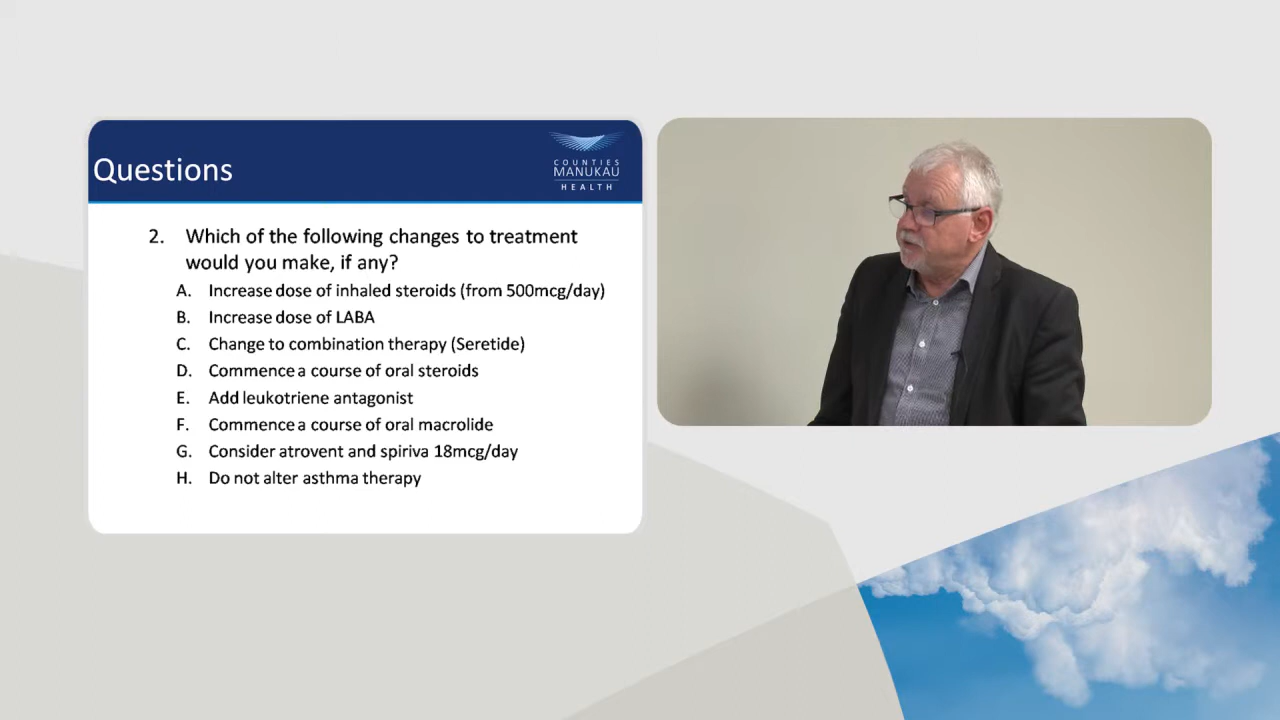 Questions
COUNTIES
MANUKAU
HEALTH
2. Which of the following changes to treatment
would you make, if any?
A. Increase dose of inhaled steroids (from 500mcg/day)
B. Increase dose of LABA
C. Change to combination therapy (Seretide)
D. Commence a course of oral steroids
E. Add leukotriene antagonist
F. Commence a course of oral macrolide
G. Consider atrovent and spiriva 18mcg/day
H. Do not alter asthma therapy